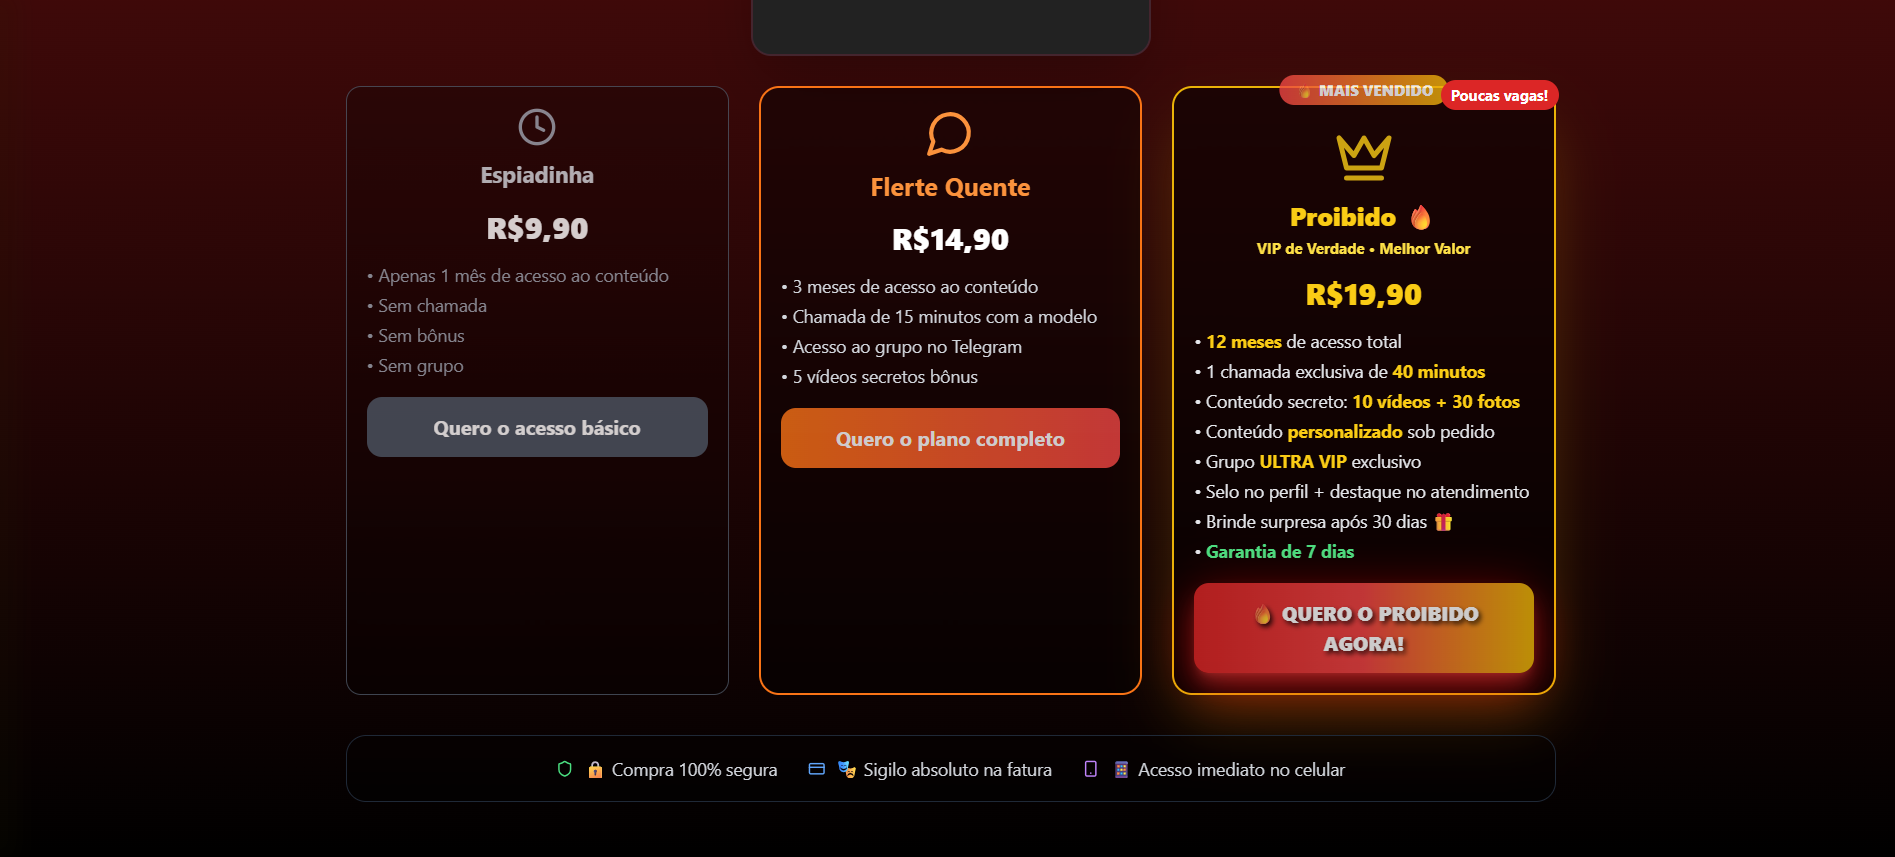 Espiadinha
R$9,90
• Apenas 1 mês de acesso ao conteúdo
• Sem chamada
• Sem bônus
• Sem grupo
Quero o acesso básico
Flerte Quente
R$14,90
• 3 meses de acesso ao conteúdo
• Chamada de 15 minutos com a modelo
• Acesso ao grupo no Telegram
• 5 vídeos secretos bônus
Quero o plano completo
🔥 MAIS VENDIDO
Poucas vagas!
Proibido 🔥
VIP de Verdade • Melhor Valor
R$19,90
• 12 meses de acesso total
• 1 chamada exclusiva de 40 minutos
• Conteúdo secreto: 10 vídeos + 30 fotos
• Conteúdo personalizado sob pedido
• Grupo ULTRA VIP exclusivo
• Selo no perfil + destaque no atendimento
• Brinde surpresa após 30 dias 🎁
• Garantia de 7 dias
🔥 QUERO O PROIBIDO
AGORA!
🔒 Compra 100% segura
🎭 Sigilo absoluto na fatura
📱 Acesso imediato no celular